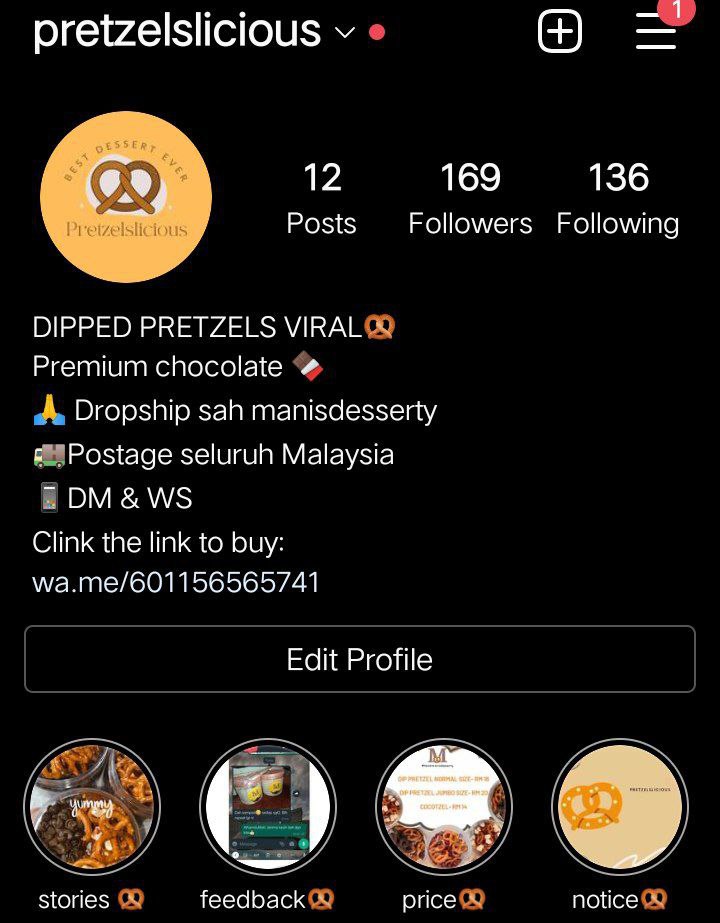 pretzelslicious
1
BEST DESSERT EVER
Pretzelslicious
12
Posts
169
Followers
136
Following
DIPPED PRETZELS VIRAL🥨
Premium chocolate 🍫
🙏 Dropship sah manisdesserty
🚚Postage seluruh Malaysia
📱DM & WS
Clink the link to buy:
wa.me/601156565741
Edit Profile
yummy
DIP PRETZEL NORMAL SIZE- RM 18
DIP PRETZEL JUMBO SIZE - RM 20
COCOTZEL - RM 14
PRETZELSLICIOUS
stories 🥨
feedback🥨
price🥨
notice🥨